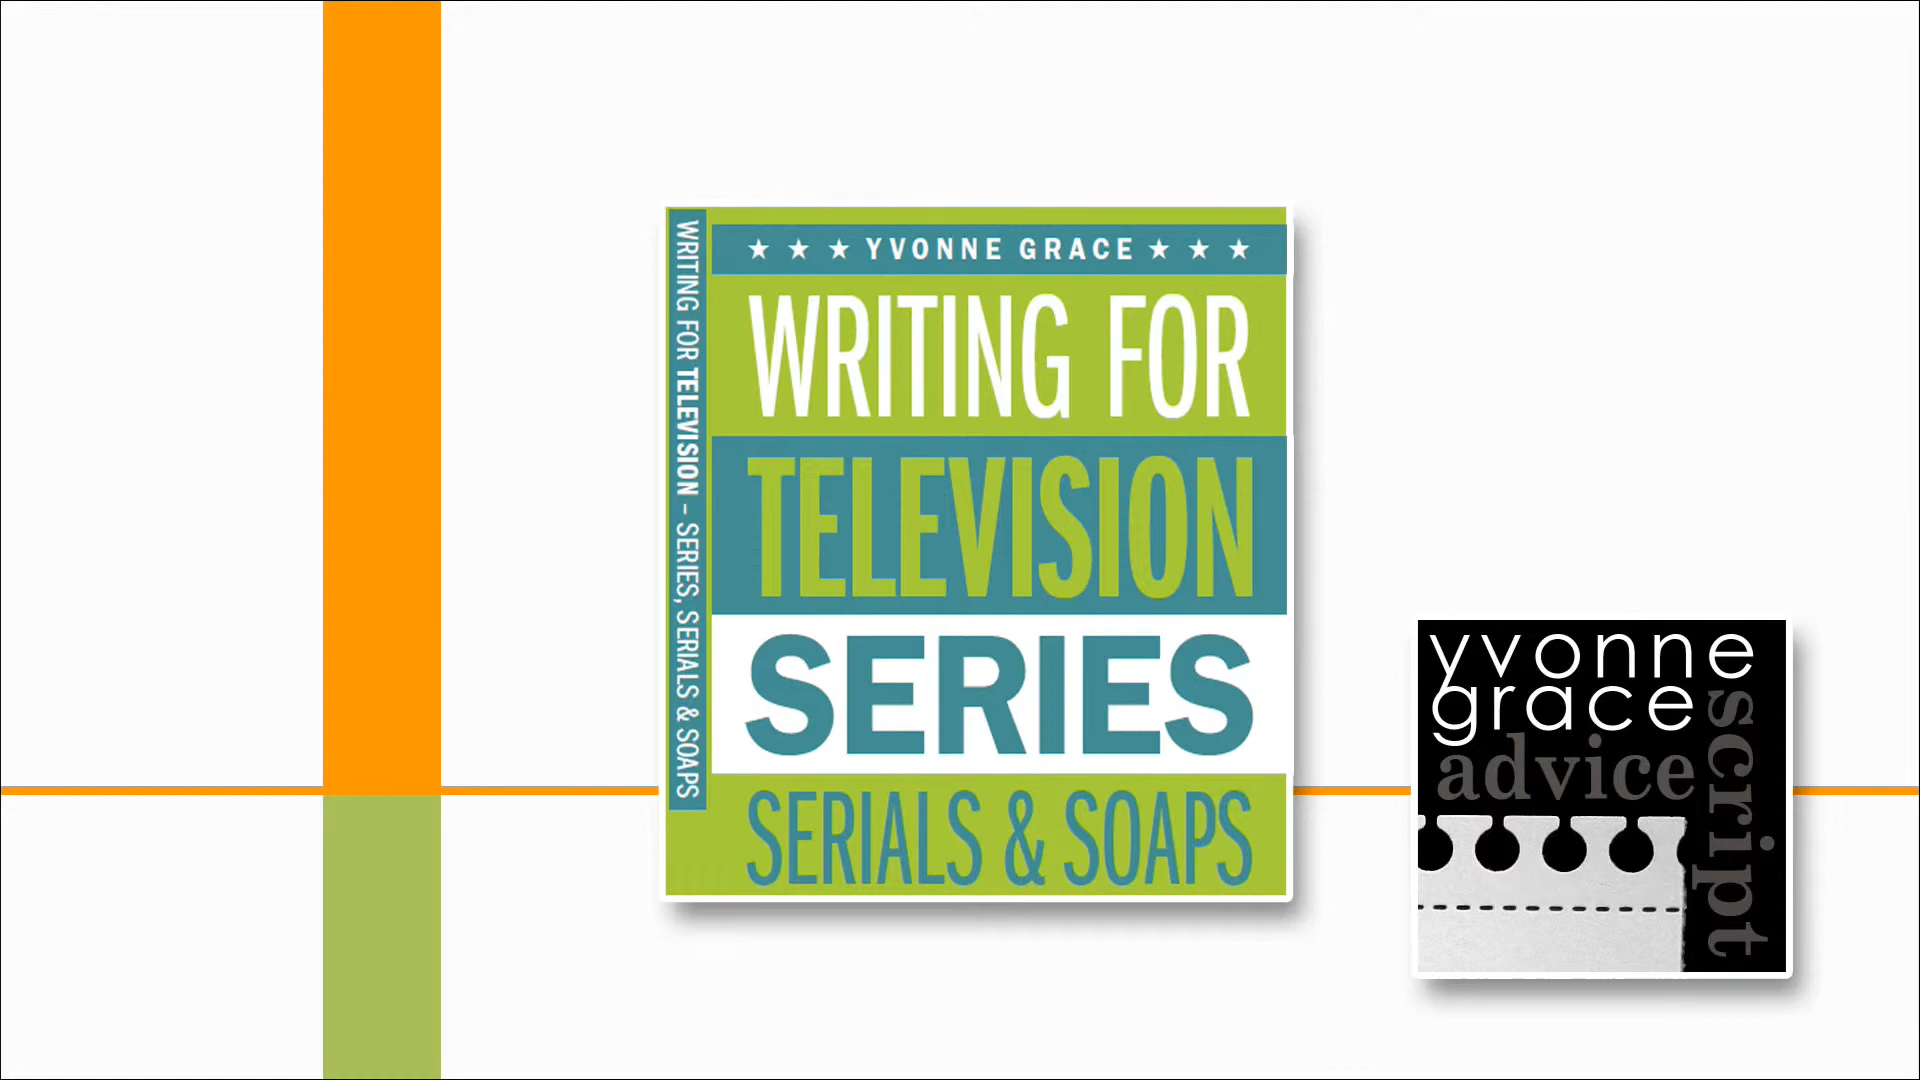 WRITING FOR TELEVISION – SERIES, SERIALS & SOAPS
★ ★ ★ YVONNE GRACE ★ ★ ★
WRITING FOR
TELEVISION
SERIES
SERIALS & SOAPS
yvonne
grace
advice
script